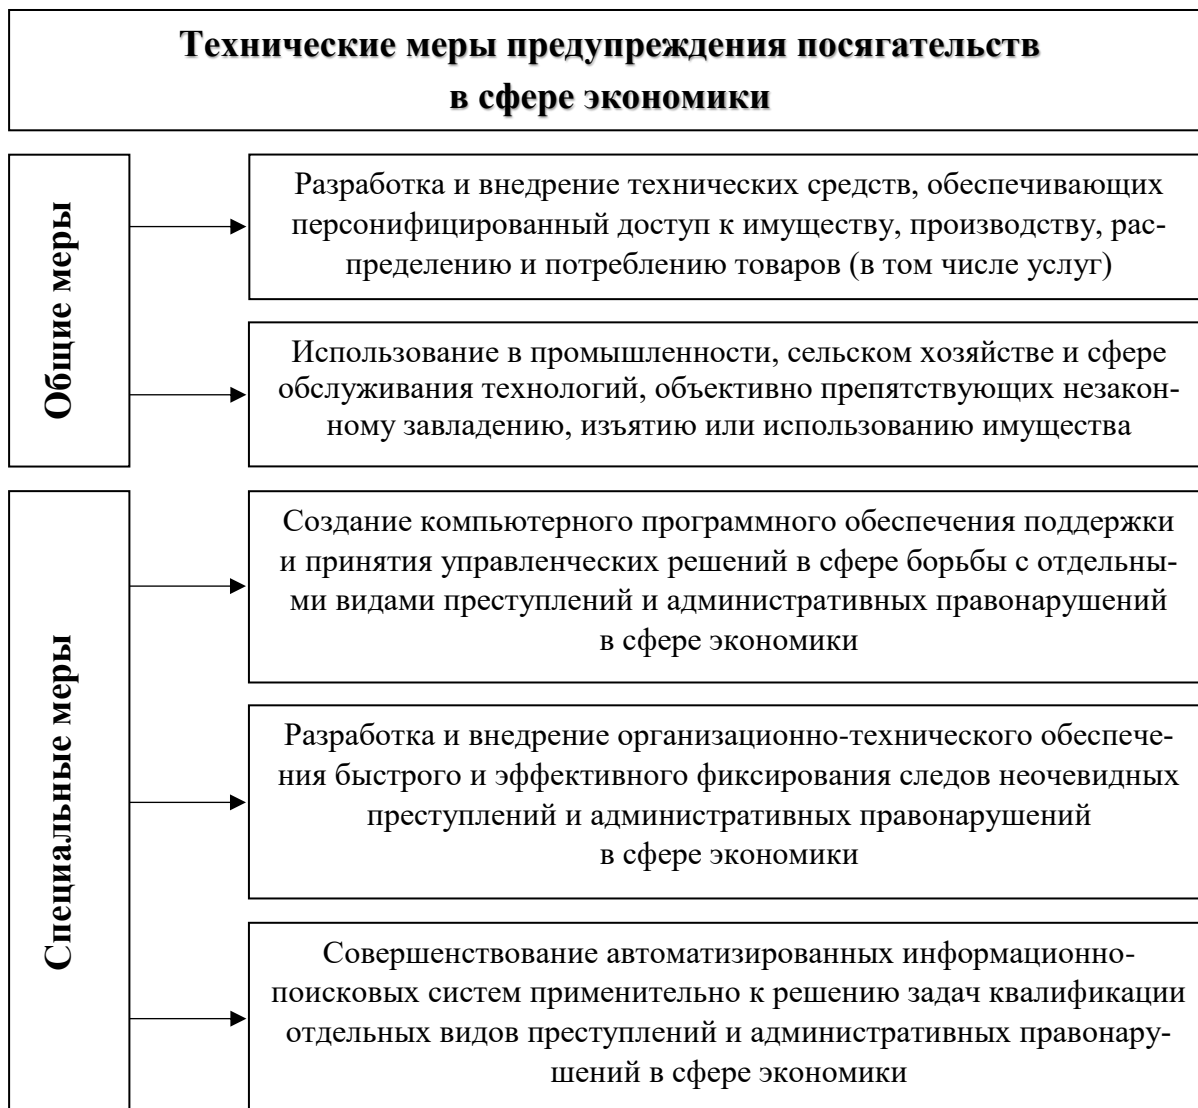 Технические меры предупреждения посягательств
в сфере экономики
Общие меры
Разработка и внедрение технических средств, обеспечивающих
персонифицированный доступ к имуществу, производству, рас-
пределению и потреблению товаров (в том числе услуг)
Использование в промышленности, сельском хозяйстве и сфере
обслуживания технологий, объективно препятствующих незакон-
ному завладению, изъятию или использованию имущества
Специальные меры
Создание компьютерного программного обеспечения поддержки
и принятия управленческих решений в сфере борьбы с отдельны-
ми видами преступлений и административных правонарушений
в сфере экономики
Разработка и внедрение организационно-технического обеспече-
ния быстрого и эффективного фиксирования следов неочевидных
преступлений и административных правонарушений
в сфере экономики
Совершенствование автоматизированных информационно-
поисковых систем применительно к решению задач квалификации
отдельных видов преступлений и административных правонару-
шений в сфере экономики